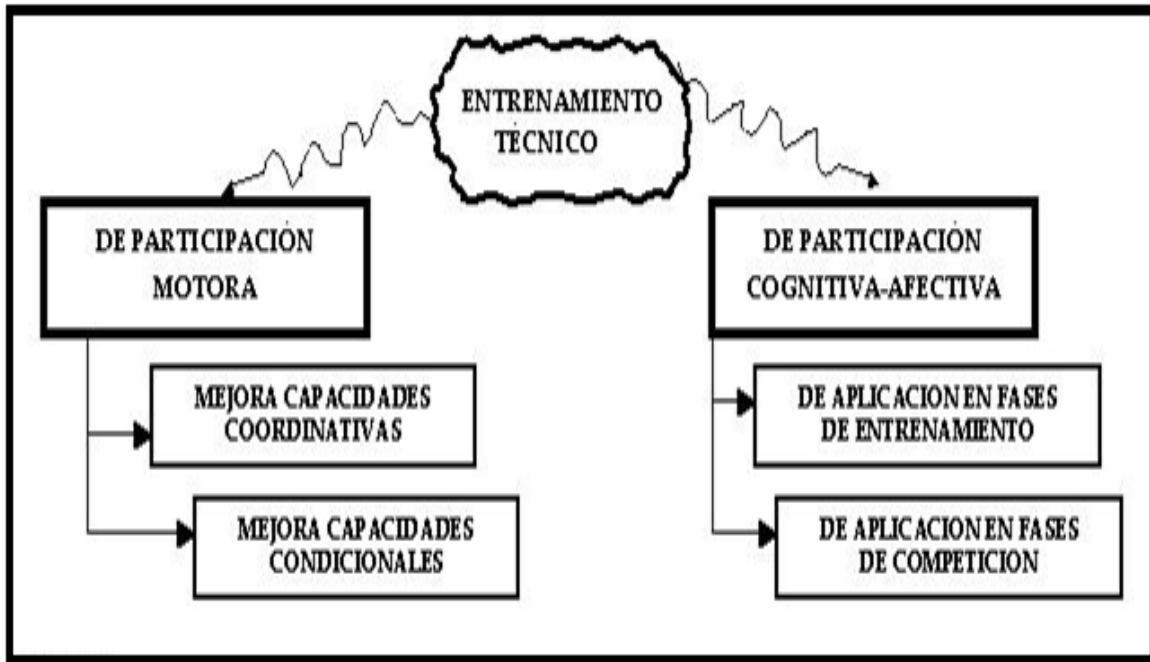 ENTRENAMIENTO
TÉCNICO
DE PARTICIPACIÓN
MOTORA
MEJORA CAPACIDADES
COORDINATIVAS
MEJORA CAPACIDADES
CONDICIONALES
DE PARTICIPACIÓN
COGNITIVA-AFECTIVA
DE APLICACION EN FASES
DE ENTRENAMIENTO
DE APLICACION EN FASES
DE COMPETICION